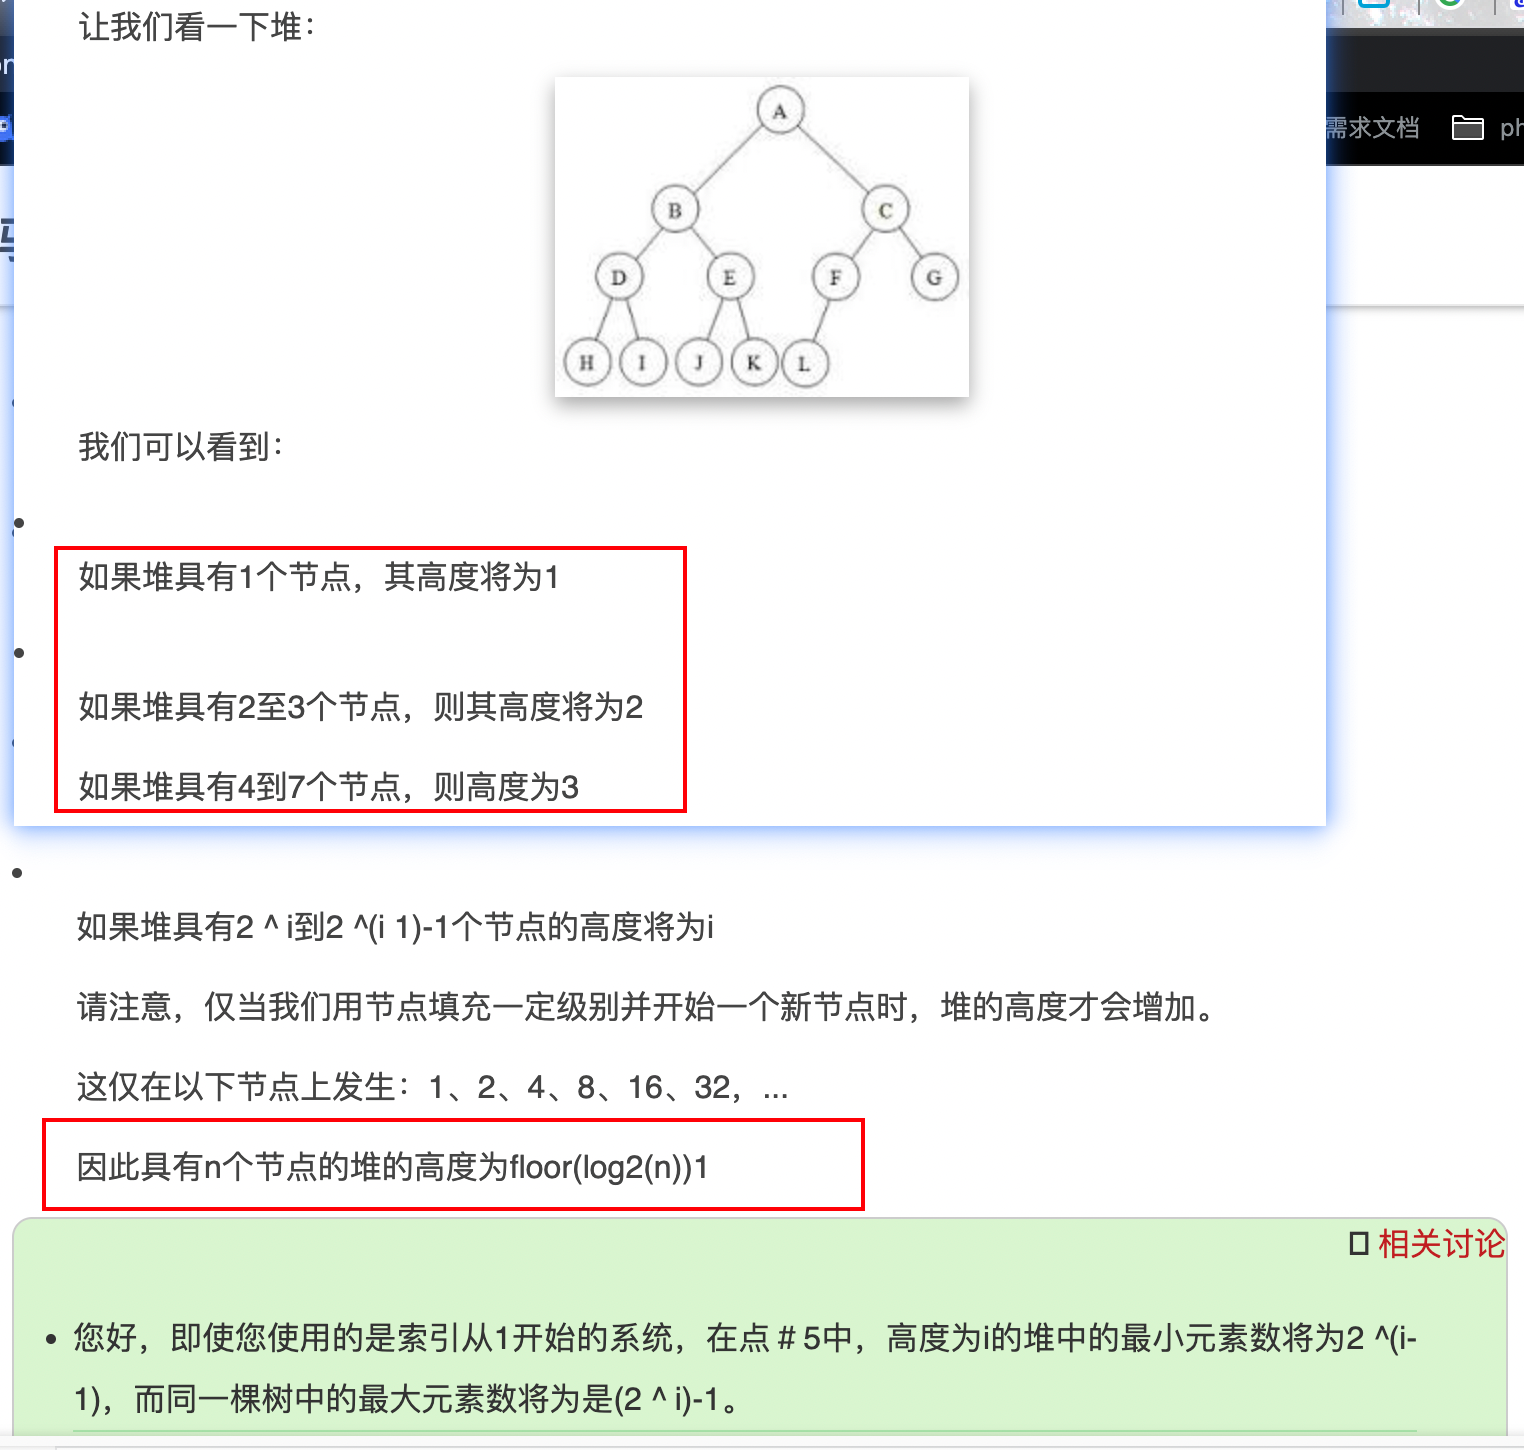 让我们看一下堆：
需求文档
A
B
C
D
E
F
G
H
I
J
K
L
我们可以看到：
如果堆具有1个节点，其高度将为1
如果堆具有2至3个节点，则其高度将为2
如果堆具有4到7个节点，则高度为3
如果堆具有2 ^ i到2 ^(i 1)-1个节点的高度将为i
请注意，仅当我们用节点填充一定级别并开始一个新节点时，堆的高度才会增加。
这仅在以下节点上发生：1、2、4、8、16、32，...
因此具有n个节点的堆的高度为floor(log2(n))1
相关讨论
您好，即使您使用的是索引从1开始的系统，在点＃5中，高度为i的堆中的最小元素数将为2 ^(i-
1)，而同一棵树中的最大元素数将为是(2 ^ i)-1。